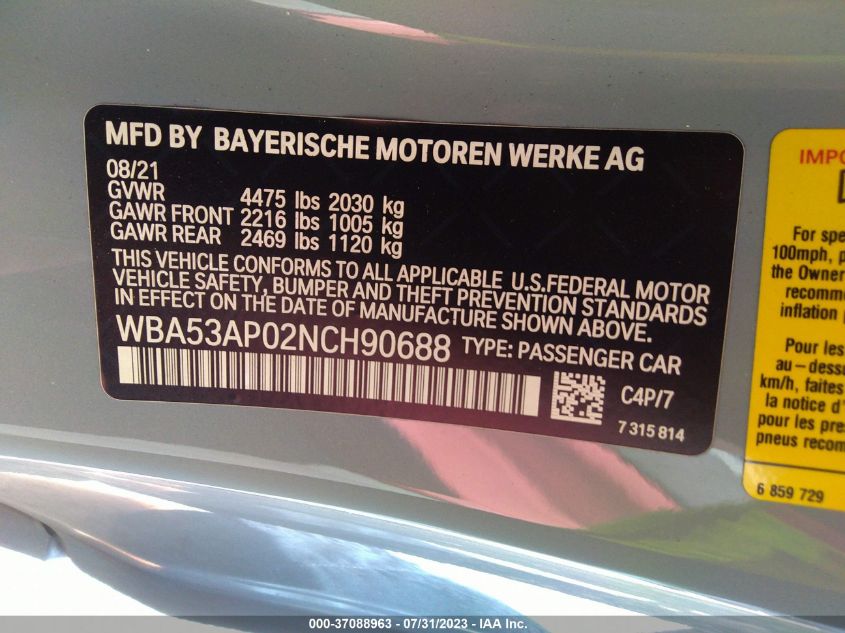 MFD BY BAYERISCHE MOTOREN WERKE AG
08/21
GVWR 4475 lbs 2030 kg
GAWR FRONT 2216 lbs 1005 kg
GAWR REAR 2469 lbs 1120 kg
THIS VEHICLE CONFORMS TO ALL APPLICABLE U.S.FEDERAL MOTOR
VEHICLE SAFETY, BUMPER AND THEFT PREVENTION STANDARDS
IN EFFECT ON THE DATE OF MANUFACTURE SHOWN ABOVE.
WBA53AP02NCH90688 TYPE: PASSENGER CAR
C4P/7
7 315 814
IMPO
For spe
100mph, p
the Owner
recomme
inflation
Pour les
au-dessu
km/h, faites
la notice d'
pour les pre
pneus recom
6 859 729
000-37088963 / 07/31/2023 - IAA Inc.